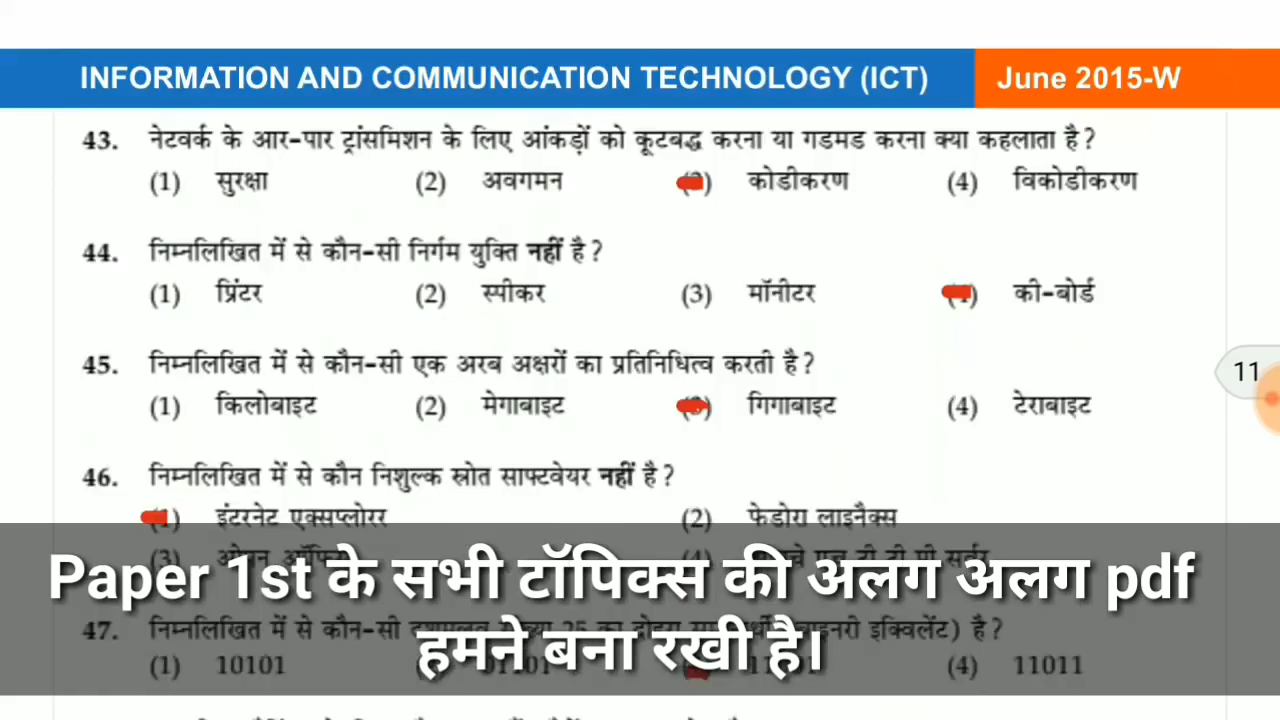 INFORMATION AND COMMUNICATION TECHNOLOGY (ICT) June 2015-W
43. नेटवर्क के आर-पार ट्रांसमिशन के लिए आंकड़ों को कूटबद्ध करना या गडमड करना क्या कहलाता है?
(1) सुरक्षा (2) अवगमन कोडीकरण (4) विकोडीकरण
44. निम्नलिखित में से कौन-सी निर्गम युक्ति नहीं है?
(1) प्रिंटर (2) स्पीकर (3) मॉनीटर की-बोर्ड
11
45. निम्नलिखित में से कौन-सी एक अरब अक्षरों का प्रतिनिधित्व करती है?
(1) किलोबाइट (2) मेगाबाइट गिगाबाइट (4) टेराबाइट
46. निम्नलिखित में से कौन निशुल्क स्रोत साफ्टवेयर नहीं है?
इंटरनेट एक्सप्लोरर (2) फेडोरा लाइनैक्स
(3)
Paper 1st के सभी टॉपिक्स की अलग अलग pdf
हमने बना रखी है।
47. निम्नलिखित में से कौन-सी है?
(1) 10101 (4) 11011